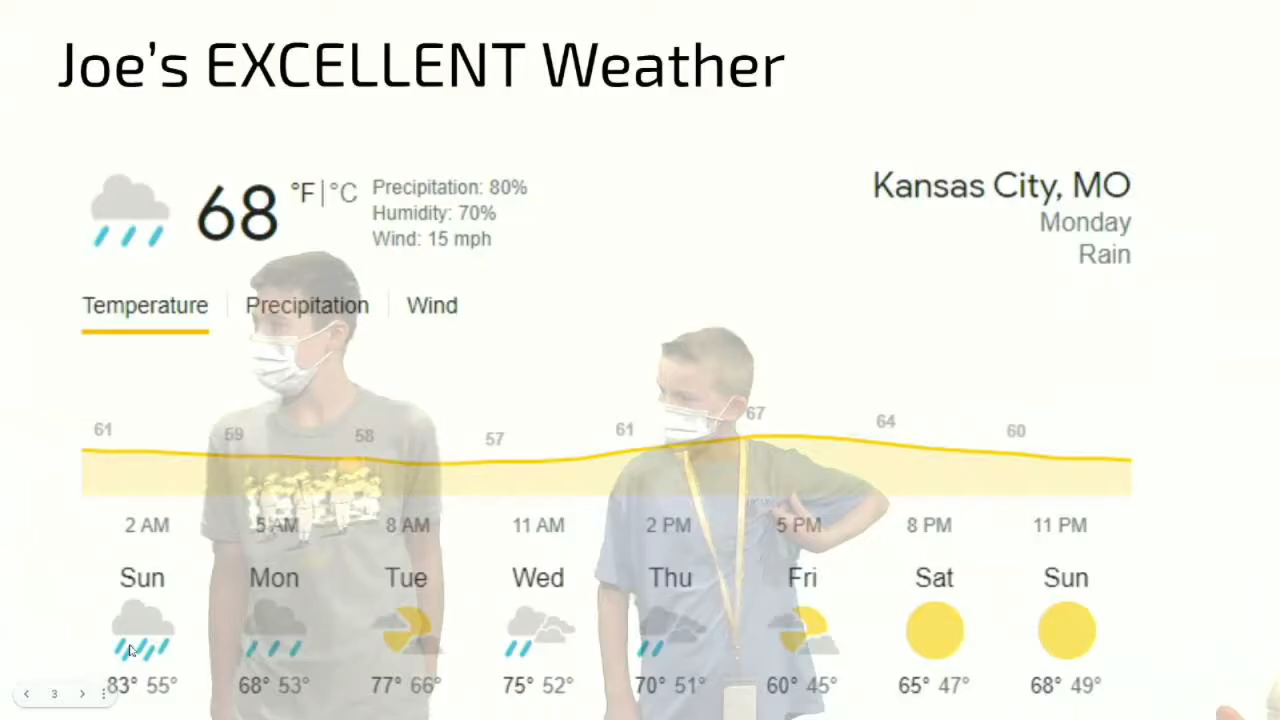 Joe's EXCELLENT Weather
68 °F|°C
Precipitation: 80%
Humidity: 70%
Wind: 15 mph
Kansas City, MO
Monday
Rain
Temperature Precipitation Wind
61 59 58 57 61 67 64 60
2 AM 5 AM 8 AM 11 AM 2 PM 5 PM 8 PM 11 PM
Sun Mon Tue Wed Thu Fri Sat Sun
83° 55° 68° 53° 77° 66° 75° 52° 70° 51° 60° 45° 65° 47° 68° 49°
3